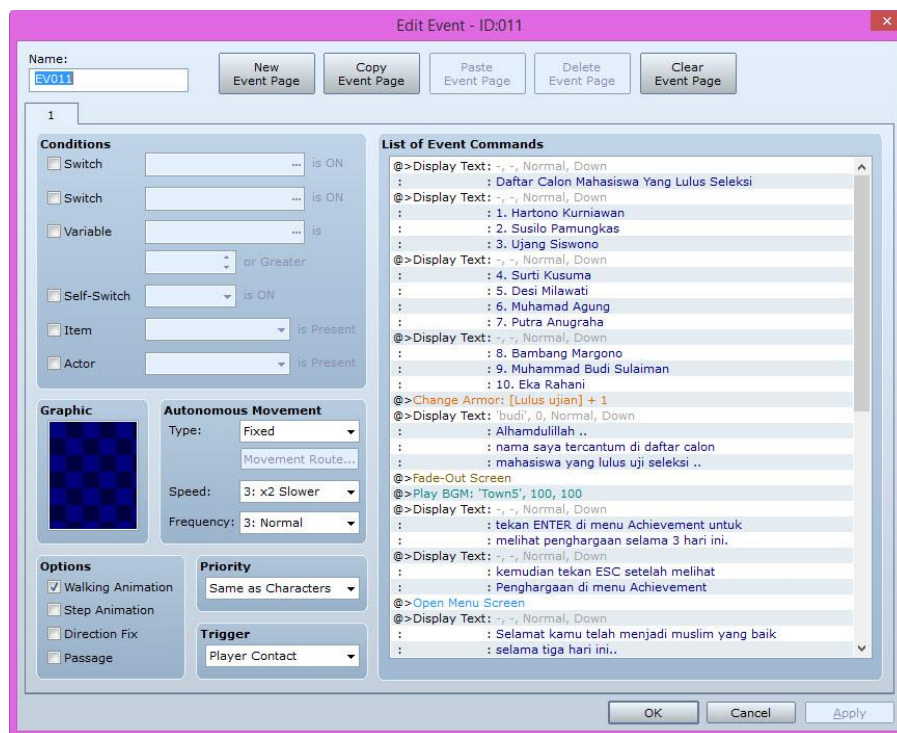 Edit Event - ID:011
Name:
EV011
New
Event Page
Copy
Event Page
Paste
Event Page
Delete
Event Page
Clear
Event Page
1
Conditions
Switch ... is ON
Switch ... is ON
Variable ... is
or Greater
Self-Switch is ON
Item is Present
Actor is Present
Graphic
Autonomous Movement
Type: Fixed
Movement Route...
Speed: 3: x2 Slower
Frequency: 3: Normal
Options
Walking Animation
Step Animation
Direction Fix
Passage
Priority
Same as Characters
Trigger
Player Contact
List of Event Commands
@>Display Text: -, -, Normal, Down
: : Daftar Calon Mahasiswa Yang Lulus Seleksi
@>Display Text: -, -, Normal, Down
: : 1. Hartono Kurniawan
: : 2. Susilo Pamungkas
: : 3. Ujang Siswono
@>Display Text: -, -, Normal, Down
: : 4. Surti Kusuma
: : 5. Desi Milawati
: : 6. Muhamad Agung
: : 7. Putra Anugraha
@>Display Text: -, -, Normal, Down
: : 8. Bambang Margono
: : 9. Muhammad Budi Sulaiman
: : 10. Eka Rahani
@>Change Armor: [Lulus ujian] + 1
@>Display Text: 'budi', 0, Normal, Down
: : Alhamdulillah ..
: : nama saya tercantum di daftar calon
: : mahasiswa yang lulus uji seleksi ..
@>Fade-Out Screen
@>Play BGM: 'Town5', 100, 100
@>Display Text: -, -, Normal, Down
: : tekan ENTER di menu Achievement untuk
: : melihat penghargaan selama 3 hari ini.
@>Display Text: -, -, Normal, Down
: : kemudian tekan ESC setelah melihat
: : Penghargaan di menu Achievement
@>Open Menu Screen
@>Display Text: -, -, Normal, Down
: : Selamat kamu telah menjadi muslim yang baik
: : selama tiga hari ini..
OK
Cancel
Apply